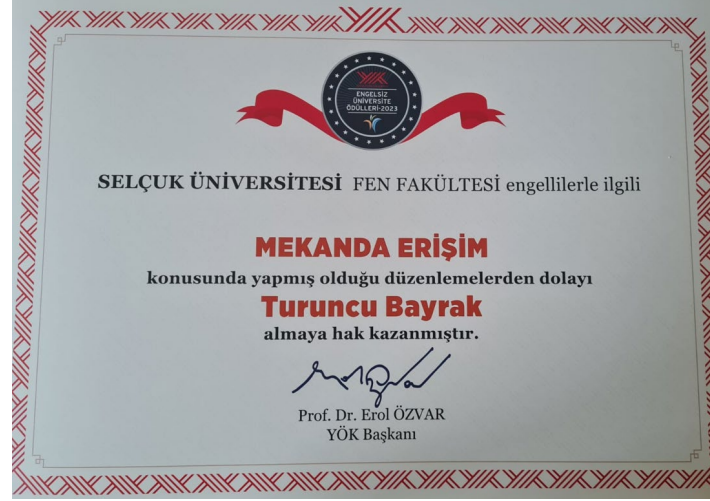 ENGELSİZ
ÜNİVERSİTE
ÖDÜLLERİ-2023
SELÇUK ÜNİVERSİTESİ FEN FAKÜLTESİ engellilerle ilgili
MEKANDA ERİŞİM
konusunda yapmış olduğu düzenlemelerden dolayı
Turuncu Bayrak
almaya hak kazanmıştır.
Prof. Dr. Erol ÖZVAR
YÖK Başkanı